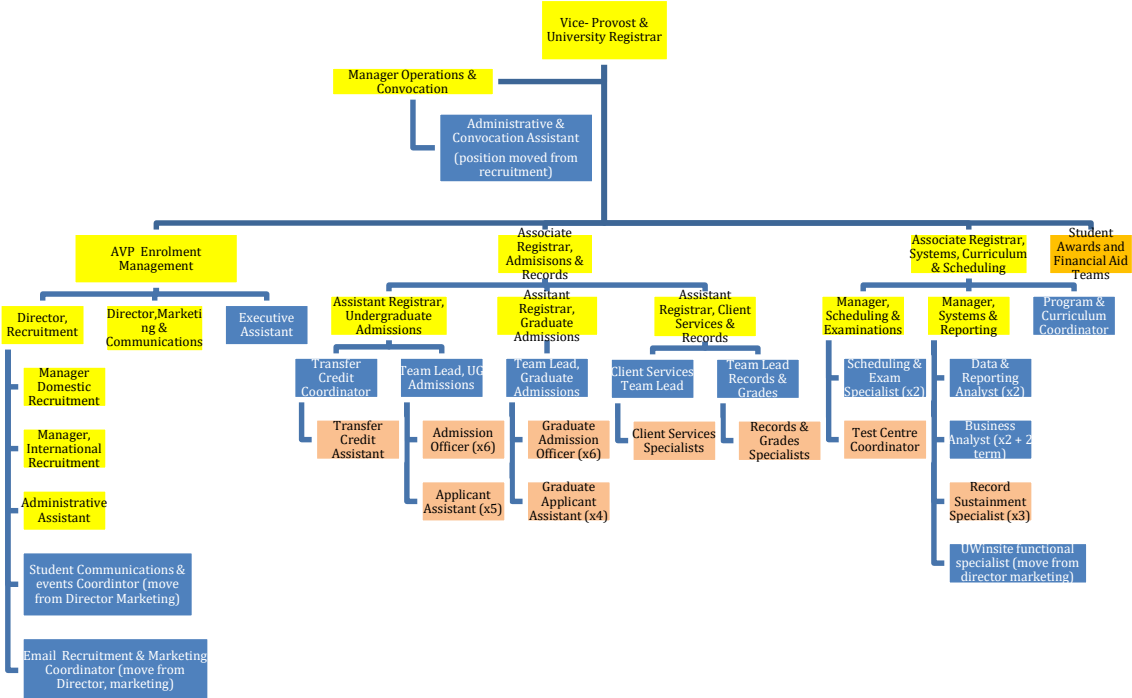 Vice- Provost &
University Registrar
Manager Operations &
Convocation
Administrative &
Convocation Assistant
(position moved from
recruitment)
AVP Enrolment
Management
Associate
Registrar,
Admisisons &
Records
Associate Registrar,
Systems, Curriculum
& Scheduling
Student
Awards and
Financial Aid
Teams
Director,
Recruitment
Director,Marketi
ng &
Communications
Executive
Assistant
Assistant Registrar,
Undergraduate
Admissions
Assitant
Registrar,
Graduate
Admissions
Assistant
Registrar, Client
Services &
Records
Manager,
Scheduling &
Examinations
Manager,
Systems &
Reporting
Program &
Curriculum
Coordinator
Manager
Domestic
Recruitment
Manager,
International
Recruitment
Administrative
Assistant
Student Communications &
events Coordintor (move
from Director Marketing)
Email Recruitment & Marketing
Coordinator (move from
Director, marketing)
Transfer
Credit
Coordinator
Transfer
Credit
Assistant
Team Lead, UG
Admissions
Admission
Officer (x6)
Applicant
Assistant (x5)
Team Lead,
Graduate
Admissions
Graduate
Admission
Officer (x6)
Graduate
Applicant
Assistant (x4)
Client Services
Team Lead
Client Services
Specialists
Team Lead
Records &
Grades
Records &
Grades
Specialists
Scheduling &
Exam
Specialist (x2)
Test Centre
Coordinator
Data &
Reporting
Analyst (x2)
Business
Analyst (x2 + 2
term)
Record
Sustainment
Specialist (x3)
UWinsite functional
specialist (move from
director marketing)